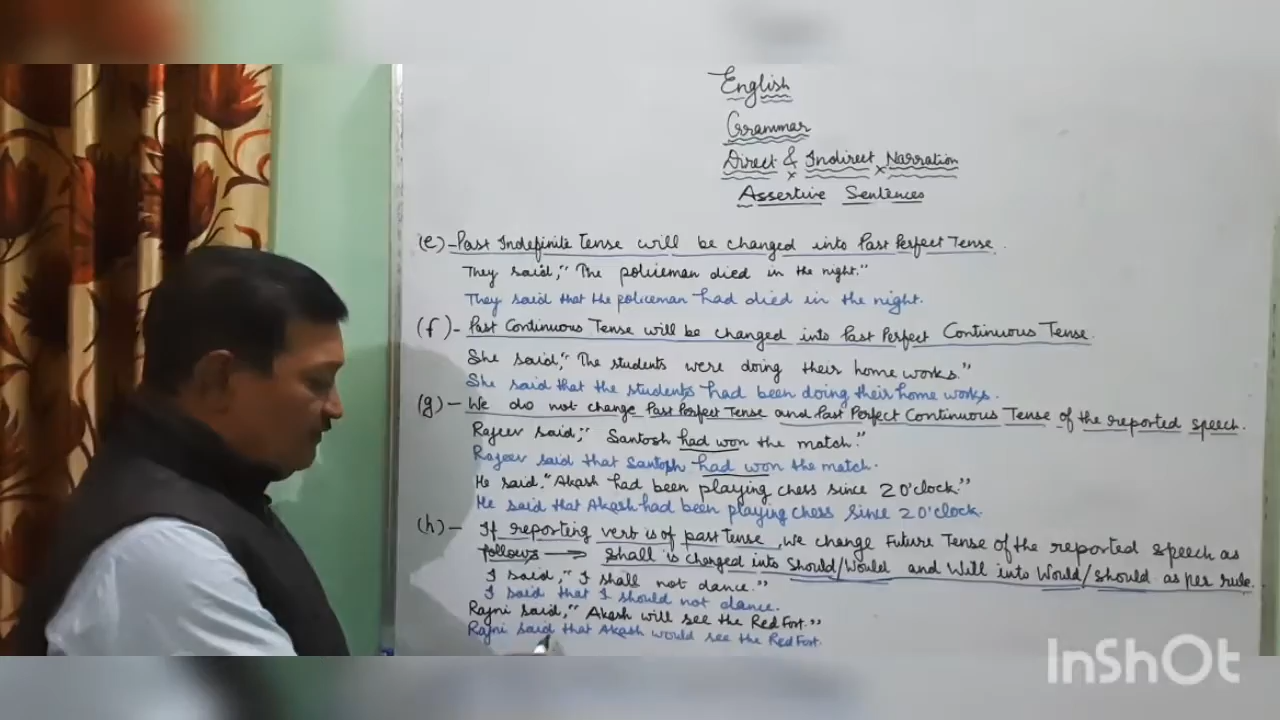 English
Grammar
Direct & Indirect Narration
Assertive Sentences
(e) - Past Indefinite Tense will be changed into Past Perfect Tense.
They said, "The policeman died in the night."
They said that the policeman had died in the night.
(f) - Past Continuous Tense will be changed into Past Perfect Continuous Tense.
She said, "The students were doing their home works."
She said that the students had been doing their home works.
(g) - We do not change Past Perfect Tense and Past Perfect Continuous Tense of the reported speech.
Rajeev said, "Santosh had won the match."
Rajeev said that Santosh had won the match.
He said, "Akash had been playing chess since 2 O'clock."
He said that Akash had been playing chess since 2 O'clock.
(h) - If reporting verb is of past tense, we change Future Tense of the reported speech as
follows → Shall is changed into Should/Would and Will into Would/Should as per rule.
I said, "I shall not dance."
I said that I should not dance.
Rajni said, "Akash will see the Red Fort."
Rajni said that Akash would see the Red Fort.
InShOt